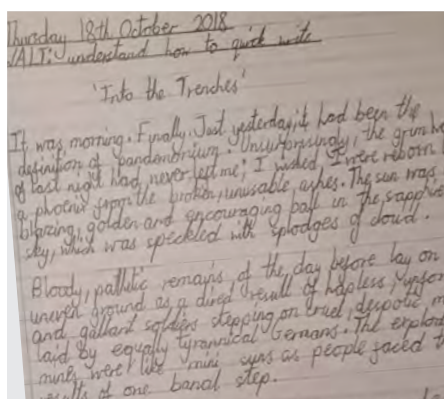 Thursday 18th October 2018
WALT: understand how to quick write
'Into the Trenches'
It was morning. Finally. Just yesterday, it had been the
definition of pandemonium. Unsurprisingly, the grim
of last night had never left me; I wished I were reborn
a phoenix from the broken, unusable, ashes. The sun was
blazing, golden and encouraging ball in the sapphire
sky, which was speckled with splodges of cloud.
Bloody, pathetic remains of the day before lay on
uneven ground as a direct result of hapless,
and gallant soldiers stepping on cruel, despotic
laid by equally tyrannical Germans. The
mines were like mini suns as people faced
results of one banal step.